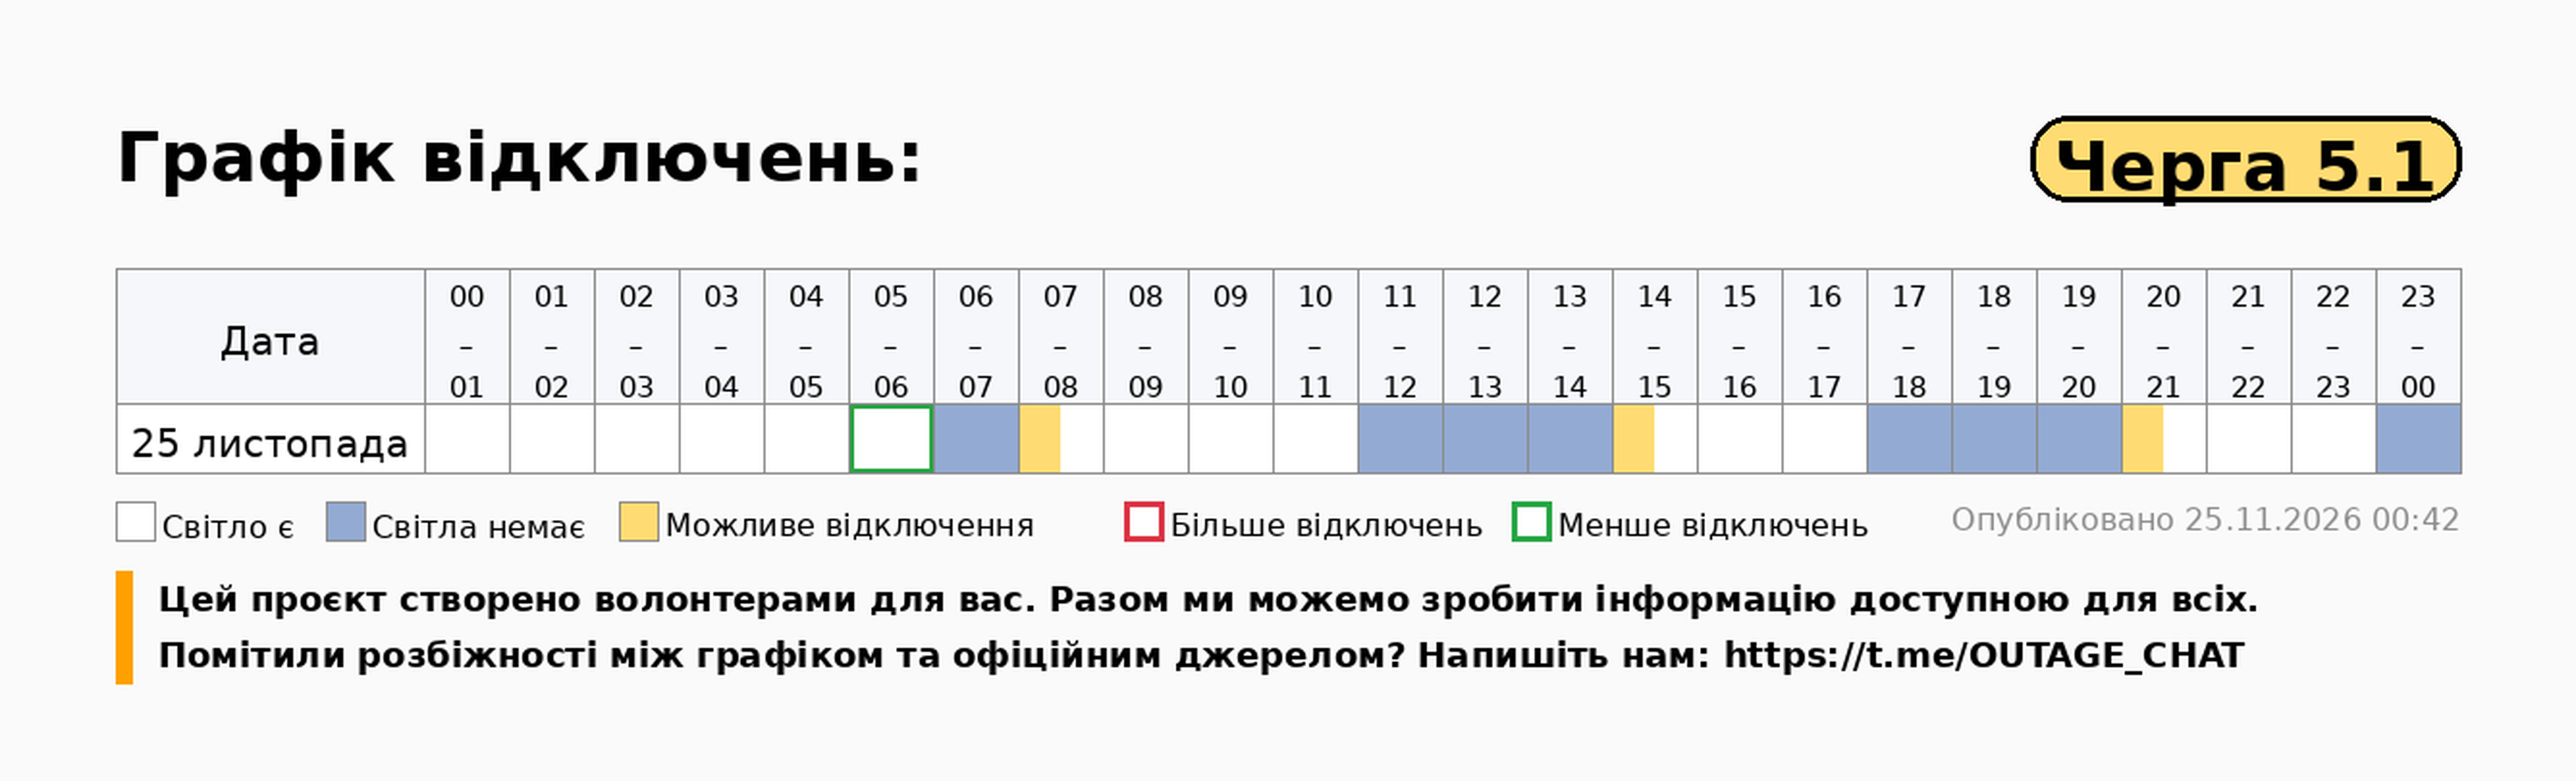 Графік відключень:
Черга 5.1
Дата 00 – 01 01 – 02 02 – 03 03 – 04 04 – 05 05 – 06 06 – 07 07 – 08 08 – 09 09 – 10 10 – 11 11 – 12 12 – 13 13 – 14 14 – 15 15 – 16 16 – 17 17 – 18 18 – 19 19 – 20 20 – 21 21 – 22 22 – 23 23 – 00
25 листопада
Світло є Світла немає Можливе відключення Більше відключень Менше відключень Опубліковано 25.11.2026 00:42
Цей проєкт створено волонтерами для вас. Разом ми можемо зробити інформацію доступною для всіх.
Помітили розбіжності між графіком та офіційним джерелом? Напишіть нам: https://t.me/OUTAGE_CHAT